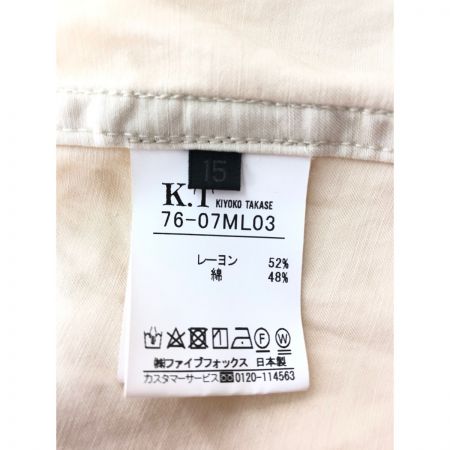 15
K.T KIYOKO TAKASE
76-07ML03
レーヨン 52%
綿 48%
F W
㈱ファイブフォックス 日本製
カスタマーサービス 0120-114563